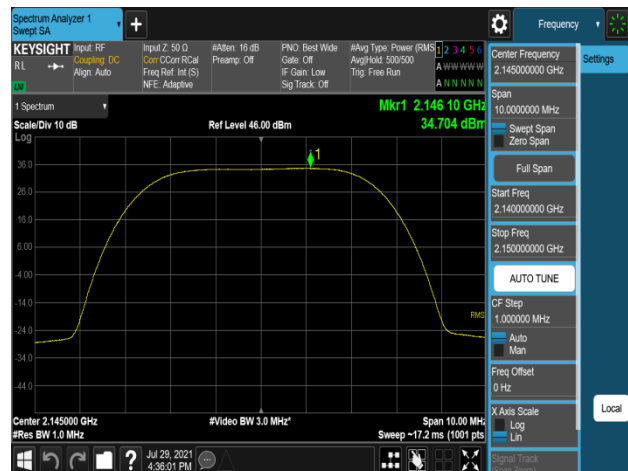 Spectrum Analyzer 1
Swept SA
+
Frequency
KEYSIGHT
RL
LXI
Input: RF
Coupling: DC
Align: Auto
Input Z: 50 Ω
Corr CCorr RCal
Freq Ref: Int (S)
NFE: Adaptive
#Atten: 16 dB
Preamp: Off
PNO: Best Wide
Gate: Off
IF Gain: Low
Sig Track: Off
#Avg Type: Power (RMS
Avg|Hold: 500/500
Trig: Free Run
1 2 3 4 5 6
A W W W W W
A N N N N N
Center Frequency
2.145000000 GHz
Settings
Span
10.0000000 MHz
Swept Span
Zero Span
Full Span
Start Freq
2.140000000 GHz
Stop Freq
2.150000000 GHz
AUTO TUNE
CF Step
1.000000 MHz
Auto
Man
Freq Offset
0 Hz
X Axis Scale
Log
Lin
Local
Signal Track
1 Spectrum
Scale/Div 10 dB
Log
Ref Level 46.00 dBm
Mkr1 2.146 10 GHz
34.704 dBm
1
36.0
26.0
16.0
6.00
-4.00
-14.0
-24.0
-34.0
-44.0
RMS
Center 2.145000 GHz
#Res BW 1.0 MHz
#Video BW 3.0 MHz*
Span 10.00 MHz
Sweep ~17.2 ms (1001 pts
?
Jul 29, 2021
4:36:01 PM